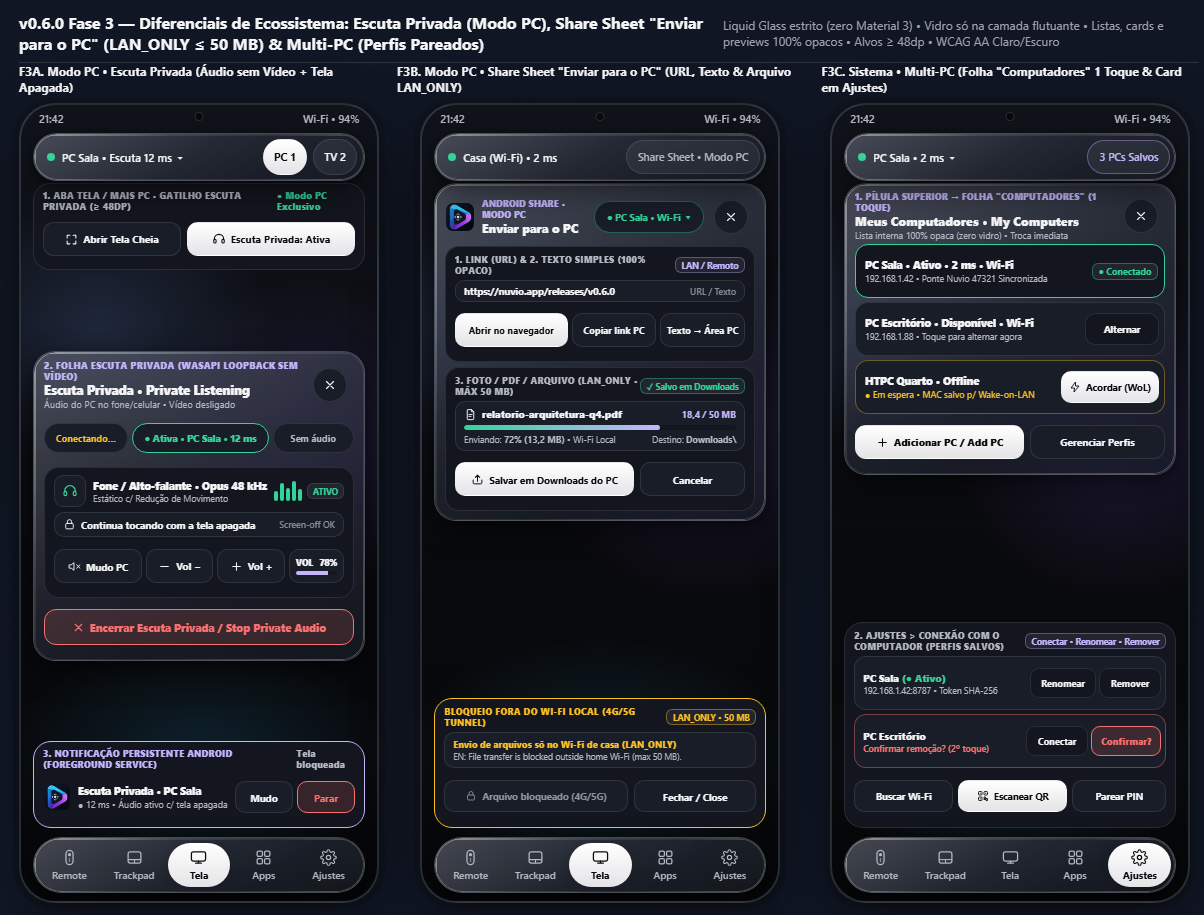 v0.6.0 Fase 3 — Diferenciais de Ecossistema: Escuta Privada (Modo PC), Share Sheet "Enviar
para o PC" (LAN_ONLY ≤ 50 MB) & Multi-PC (Perfis Pareados)
Liquid Glass estrito (zero Material 3) • Vidro só na camada flutuante • Listas, cards e
previews 100% opacos • Alvos ≥ 48dp • WCAG AA Claro/Escuro
F3A. Modo PC • Escuta Privada (Áudio sem Vídeo + Tela
Apagada)
21:42
Wi-Fi • 94%
PC Sala • Escuta 12 ms
PC 1
TV 2
1. ABA TELA / MAIS PC - GATILHO ESCUTA
PRIVADA (≥ 48DP)
• Modo PC
Exclusivo
Abrir Tela Cheia
Escuta Privada: Ativa
2. FOLHA ESCUTA PRIVADA (WASAPI LOOPBACK SEM
VÍDEO)
Escuta Privada • Private Listening
Áudio do PC no fone/celular • Vídeo desligado
Conectando...
• Ativa • PC Sala • 12 ms
Sem áudio
Fone / Alto-falante • Opus 48 kHz
Estático c/ Redução de Movimento
ATIVO
Continua tocando com a tela apagada
Screen-off OK
Mudo PC
Vol −
Vol +
VOL 78%
Encerrar Escuta Privada / Stop Private Audio
3. NOTIFICAÇÃO PERSISTENTE ANDROID
(FOREGROUND SERVICE)
Tela
bloqueada
Escuta Privada • PC Sala
• 12 ms • Áudio ativo c/ tela apagada
Mudo
Parar
Remote
Trackpad
Tela
Apps
Ajustes
F3B. Modo PC • Share Sheet "Enviar para o PC" (URL, Texto & Arquivo
LAN_ONLY)
21:42
Wi-Fi • 94%
Casa (Wi-Fi) • 2 ms
Share Sheet • Modo PC
ANDROID SHARE -
MODO PC
Enviar para o PC
• PC Sala • Wi-Fi
1. LINK (URL) & 2. TEXTO SIMPLES (100%
OPACO)
LAN / Remoto
https://nuvio.app/releases/v0.6.0
URL / Texto
Abrir no navegador
Copiar link PC
Texto → Área PC
3. FOTO / PDF / ARQUIVO (LAN_ONLY -
MÁX 50 MB)
✓ Salvo em Downloads
relatorio-arquitetura-q4.pdf
18,4 / 50 MB
Enviando: 72% (13,2 MB) • Wi-Fi Local
Destino: Downloads\
Salvar em Downloads do PC
Cancelar
BLOQUEIO FORA DO WI-FI LOCAL (4G/5G
TUNNEL)
LAN_ONLY • 50 MB
Envio de arquivos só no Wi-Fi de casa (LAN_ONLY)
EN: File transfer is blocked outside home Wi-Fi (max 50 MB).
Arquivo bloqueado (4G/5G)
Fechar / Close
Remote
Trackpad
Tela
Apps
Ajustes
F3C. Sistema • Multi-PC (Folha "Computadores" 1 Toque & Card
em Ajustes)
21:42
Wi-Fi • 94%
PC Sala • 2 ms
3 PCs Salvos
1. PÍLULA SUPERIOR → FOLHA "COMPUTADORES" (1
TOQUE)
Meus Computadores • My Computers
Lista interna 100% opaca (zero vidro) • Troca imediata
PC Sala • Ativo • 2 ms • Wi-Fi
192.168.1.42 • Ponte Nuvio 47321 Sincronizada
• Conectado
PC Escritório • Disponível • Wi-Fi
192.168.1.88 • Toque para alternar agora
Alternar
HTPC Quarto • Offline
• Em espera • MAC salvo p/ Wake-on-LAN
Acordar (WoL)
Adicionar PC / Add PC
Gerenciar Perfis
2. AJUSTES > CONEXÃO COM O
COMPUTADOR (PERFIS SALVOS)
Conectar • Renomear • Remover
PC Sala (• Ativo)
192.168.1.42:8787 • Token SHA-256
Renomear
Remover
PC Escritório
Confirmar remoção? (2º toque)
Conectar
Confirmar?
Buscar Wi-Fi
Escanear QR
Parear PIN
Remote
Trackpad
Tela
Apps
Ajustes